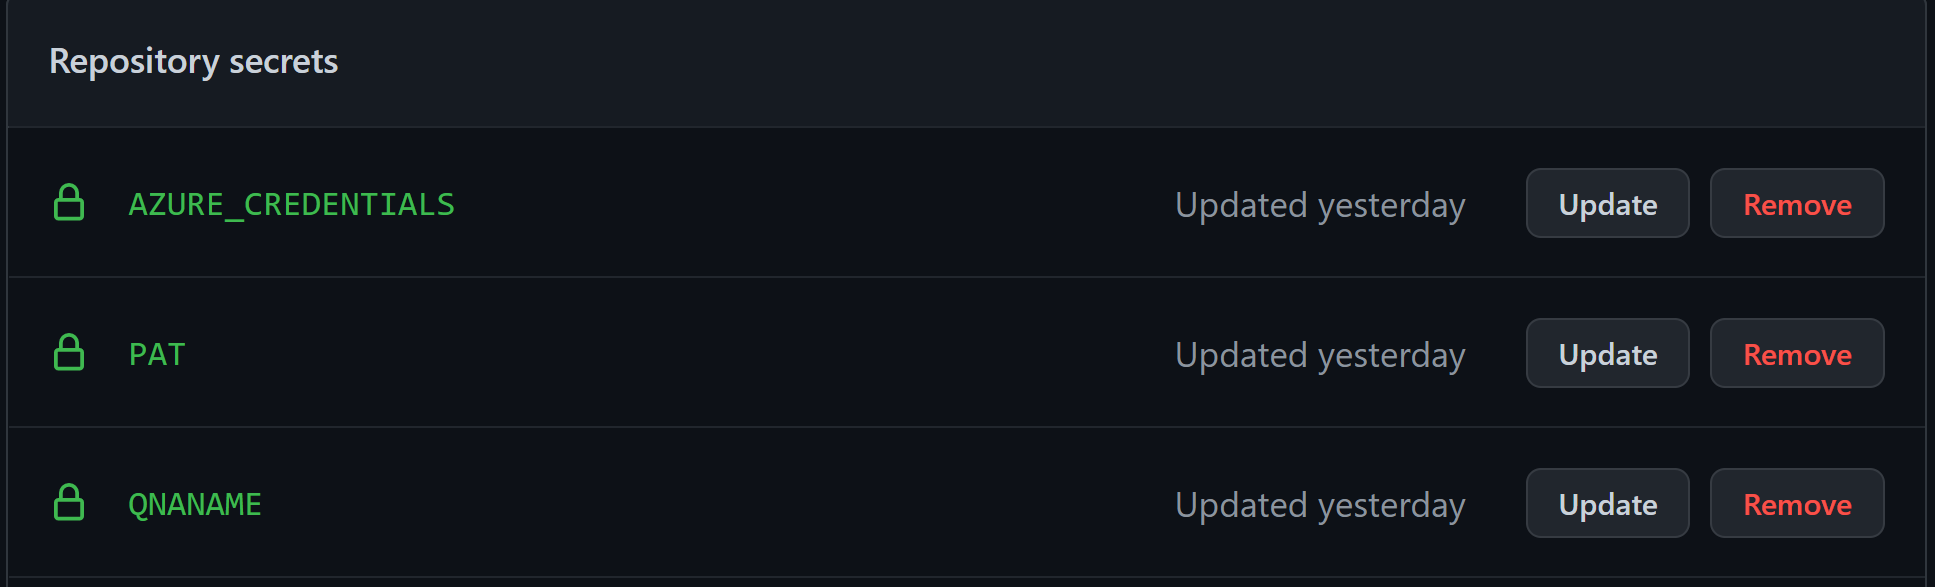 Repository secrets
AZURE_CREDENTIALS Updated yesterday Update Remove
PAT Updated yesterday Update Remove
QNANAME Updated yesterday Update Remove